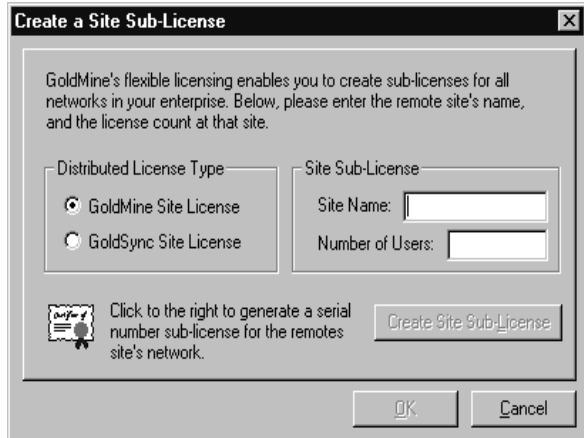 Create a Site Sub-License
GoldMine's flexible licensing enables you to create sub-licenses for all
networks in your enterprise. Below, please enter the remote site's name,
and the license count at that site.
Distributed License Type
GoldMine Site License
GoldSync Site License
Site Sub-License
Site Name:
Number of Users:
Click to the right to generate a serial
number sub-license for the remotes
site's network.
Create Site Sub-License
OK
Cancel